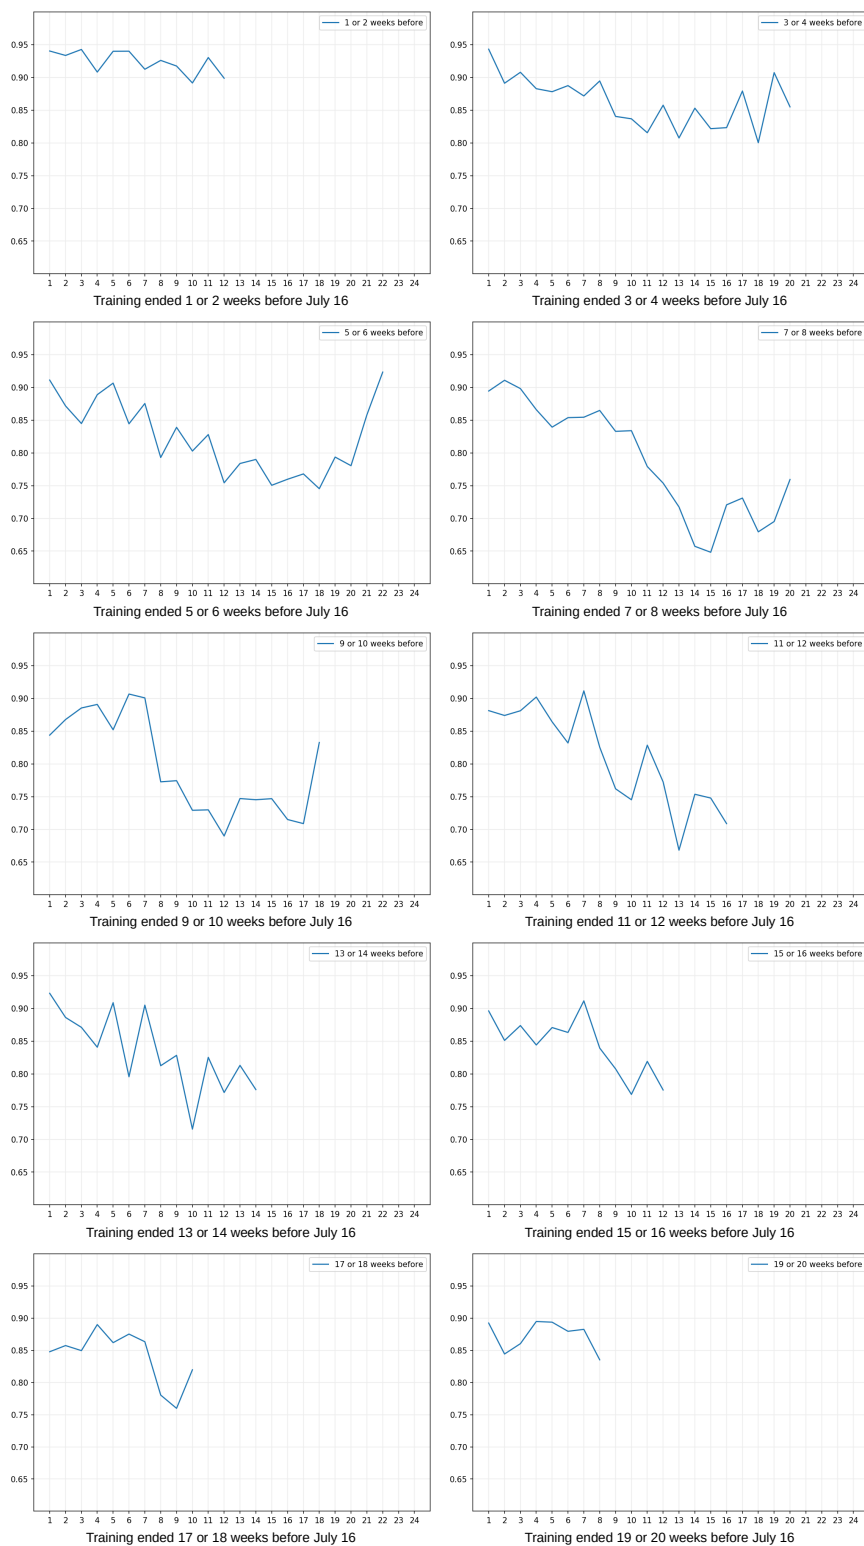 1 or 2 weeks before
0.95
0.90
0.85
0.80
0.75
0.70
0.65
1 2 3 4 5 6 7 8 9 10 11 12 13 14 15 16 17 18 19 20 21 22 23 24
Training ended 1 or 2 weeks before July 16
3 or 4 weeks before
0.95
0.90
0.85
0.80
0.75
0.70
0.65
1 2 3 4 5 6 7 8 9 10 11 12 13 14 15 16 17 18 19 20 21 22 23 24
Training ended 3 or 4 weeks before July 16
5 or 6 weeks before
0.95
0.90
0.85
0.80
0.75
0.70
0.65
1 2 3 4 5 6 7 8 9 10 11 12 13 14 15 16 17 18 19 20 21 22 23 24
Training ended 5 or 6 weeks before July 16
7 or 8 weeks before
0.95
0.90
0.85
0.80
0.75
0.70
0.65
1 2 3 4 5 6 7 8 9 10 11 12 13 14 15 16 17 18 19 20 21 22 23 24
Training ended 7 or 8 weeks before July 16
9 or 10 weeks before
0.95
0.90
0.85
0.80
0.75
0.70
0.65
1 2 3 4 5 6 7 8 9 10 11 12 13 14 15 16 17 18 19 20 21 22 23 24
Training ended 9 or 10 weeks before July 16
11 or 12 weeks before
0.95
0.90
0.85
0.80
0.75
0.70
0.65
1 2 3 4 5 6 7 8 9 10 11 12 13 14 15 16 17 18 19 20 21 22 23 24
Training ended 11 or 12 weeks before July 16
13 or 14 weeks before
0.95
0.90
0.85
0.80
0.75
0.70
0.65
1 2 3 4 5 6 7 8 9 10 11 12 13 14 15 16 17 18 19 20 21 22 23 24
Training ended 13 or 14 weeks before July 16
15 or 16 weeks before
0.95
0.90
0.85
0.80
0.75
0.70
0.65
1 2 3 4 5 6 7 8 9 10 11 12 13 14 15 16 17 18 19 20 21 22 23 24
Training ended 15 or 16 weeks before July 16
17 or 18 weeks before
0.95
0.90
0.85
0.80
0.75
0.70
0.65
1 2 3 4 5 6 7 8 9 10 11 12 13 14 15 16 17 18 19 20 21 22 23 24
Training ended 17 or 18 weeks before July 16
19 or 20 weeks before
0.95
0.90
0.85
0.80
0.75
0.70
0.65
1 2 3 4 5 6 7 8 9 10 11 12 13 14 15 16 17 18 19 20 21 22 23 24
Training ended 19 or 20 weeks before July 16